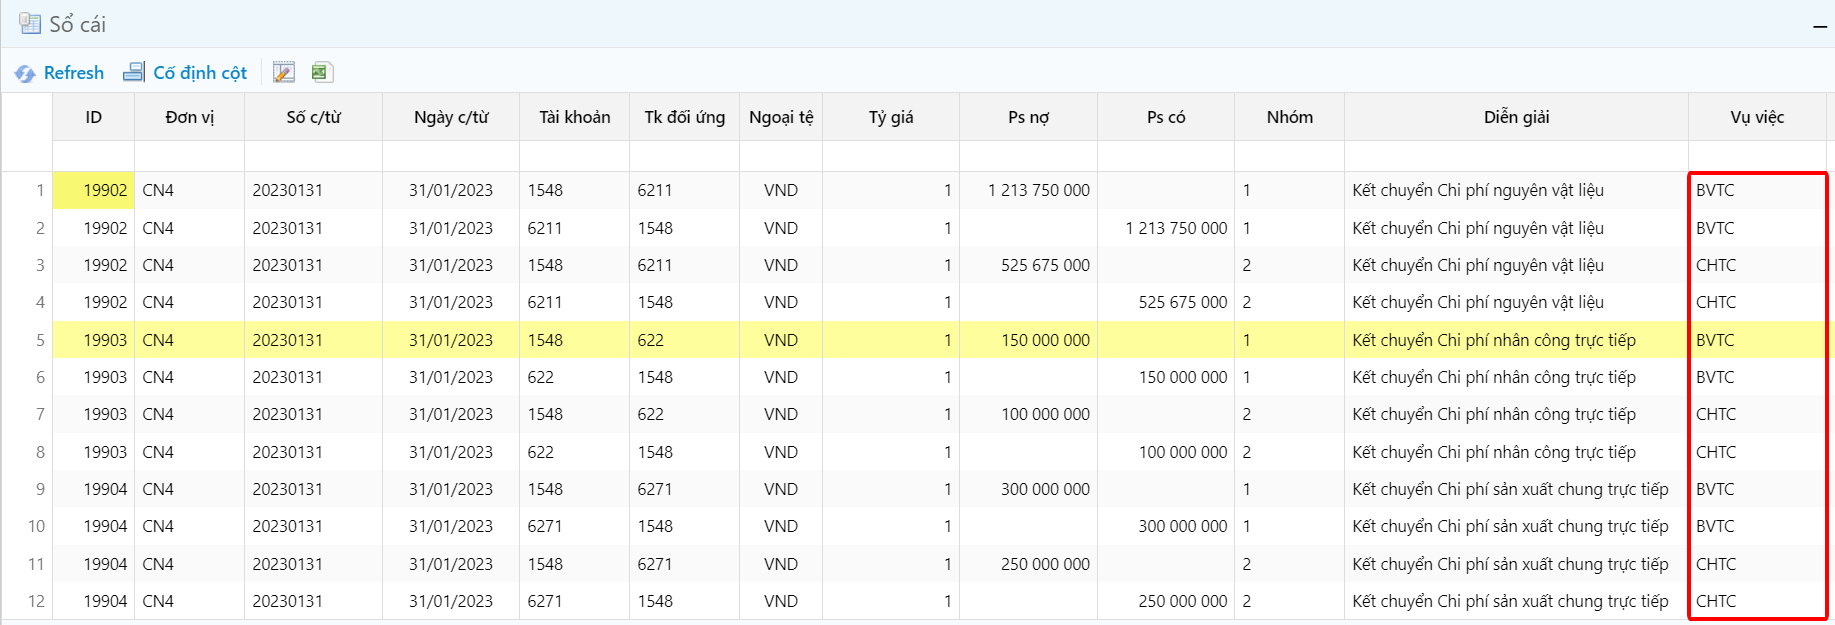 Sổ cái
Refresh Cố định cột
ID Đơn vị Số c/từ Ngày c/từ Tài khoản Tk đối ứng Ngoại tệ Tỷ giá Ps nợ Ps có Nhóm Diễn giải Vụ việc
1 19902 CN4 20230131 31/01/2023 1548 6211 VND 1 1 213 750 000 1 Kết chuyển Chi phí nguyên vật liệu BVTC
2 19902 CN4 20230131 31/01/2023 6211 1548 VND 1 1 213 750 000 1 Kết chuyển Chi phí nguyên vật liệu BVTC
3 19902 CN4 20230131 31/01/2023 1548 6211 VND 1 525 675 000 2 Kết chuyển Chi phí nguyên vật liệu CHTC
4 19902 CN4 20230131 31/01/2023 6211 1548 VND 1 525 675 000 2 Kết chuyển Chi phí nguyên vật liệu CHTC
5 19903 CN4 20230131 31/01/2023 1548 622 VND 1 150 000 000 1 Kết chuyển Chi phí nhân công trực tiếp BVTC
6 19903 CN4 20230131 31/01/2023 622 1548 VND 1 150 000 000 1 Kết chuyển Chi phí nhân công trực tiếp BVTC
7 19903 CN4 20230131 31/01/2023 1548 622 VND 1 100 000 000 2 Kết chuyển Chi phí nhân công trực tiếp CHTC
8 19903 CN4 20230131 31/01/2023 622 1548 VND 1 100 000 000 2 Kết chuyển Chi phí nhân công trực tiếp CHTC
9 19904 CN4 20230131 31/01/2023 1548 6271 VND 1 300 000 000 1 Kết chuyển Chi phí sản xuất chung trực tiếp BVTC
10 19904 CN4 20230131 31/01/2023 6271 1548 VND 1 300 000 000 1 Kết chuyển Chi phí sản xuất chung trực tiếp BVTC
11 19904 CN4 20230131 31/01/2023 1548 6271 VND 1 250 000 000 2 Kết chuyển Chi phí sản xuất chung trực tiếp CHTC
12 19904 CN4 20230131 31/01/2023 6271 1548 VND 1 250 000 000 2 Kết chuyển Chi phí sản xuất chung trực tiếp CHTC